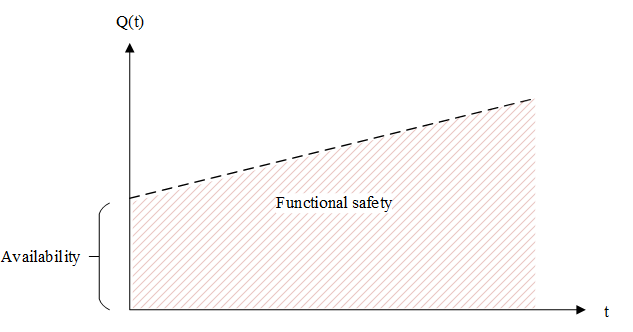 Q(t)
Functional safety
Availability
t